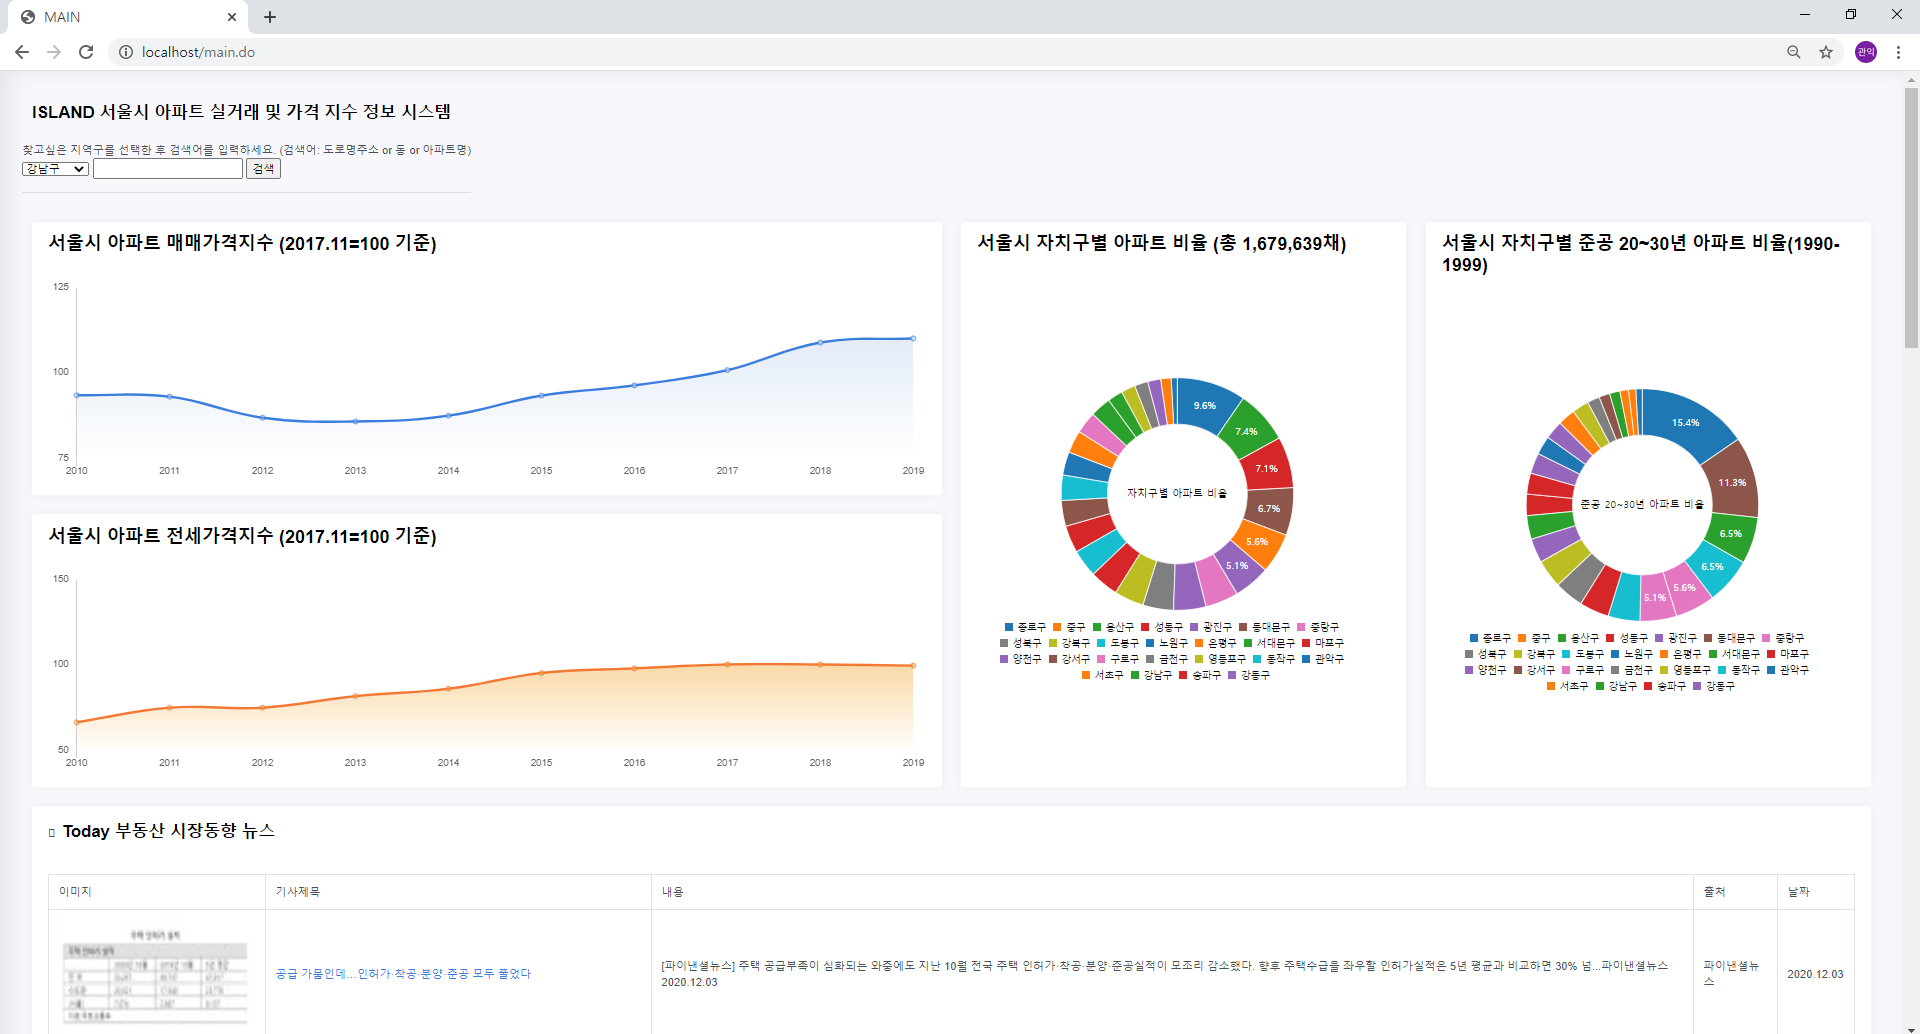 MAIN
localhost/main.do
관익
ISLAND 서울시 아파트 실거래 및 가격 지수 정보 시스템
찾고싶은 지역구를 선택한 후 검색어를 입력하세요. (검색어: 도로명주소 or 동 or 아파트명)
강남구 검색
서울시 아파트 매매가격지수 (2017.11=100 기준)
125
100
75
2010 2011 2012 2013 2014 2015 2016 2017 2018 2019
서울시 아파트 전세가격지수 (2017.11=100 기준)
150
100
50
2010 2011 2012 2013 2014 2015 2016 2017 2018 2019
서울시 자치구별 아파트 비율 (총 1,679,639채)
9.6%
7.4%
7.1%
6.7%
5.6%
5.1%
자치구별 아파트 비율
종로구 중구 용산구 성동구 광진구 동대문구 중랑구
성북구 강북구 도봉구 노원구 은평구 서대문구 마포구
양천구 강서구 구로구 금천구 영등포구 동작구 관악구
서초구 강남구 송파구 강동구
서울시 자치구별 준공 20~30년 아파트 비율(1990-
1999)
15.4%
11.3%
6.5%
6.5%
5.6%
5.1%
준공 20~30년 아파트 비율
종로구 중구 용산구 성동구 광진구 동대문구 중랑구
성북구 강북구 도봉구 노원구 은평구 서대문구 마포구
양천구 강서구 구로구 금천구 영등포구 동작구 관악구
서초구 강남구 송파구 강동구
Today 부동산 시장동향 뉴스
이미지 기사제목 내용 출처 날짜
공급 가뭄인데...인허가·착공·분양·준공 모두 줄었다
[파이낸셜뉴스] 주택 공급부족이 심화되는 와중에도 지난 10월 전국 주택 인허가·착공·분양·준공실적이 모조리 감소했다. 향후 주택수급을 좌우할 인허가실적은 5년 평균과 비교하면 30% 넘...파이낸셜뉴스
2020.12.03
파이낸셜뉴
스
2020.12.03